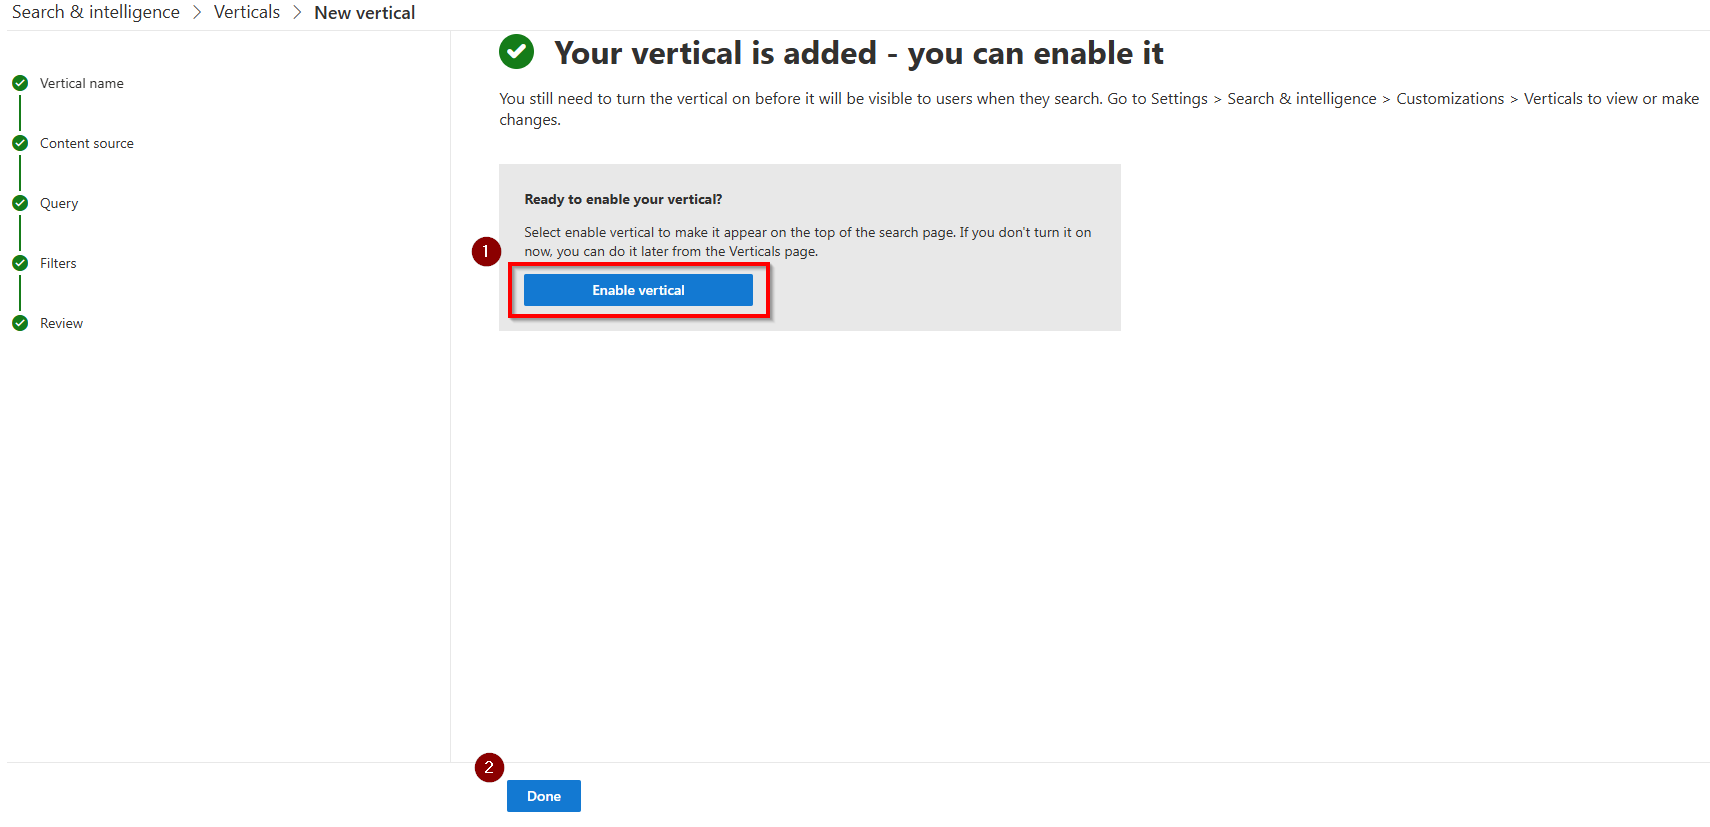 Search & intelligence > Verticals > New vertical
Vertical name
Content source
Query
Filters
Review
Your vertical is added - you can enable it
You still need to turn the vertical on before it will be visible to users when they search. Go to Settings > Search & intelligence > Customizations > Verticals to view or make
changes.
Ready to enable your vertical?
Select enable vertical to make it appear on the top of the search page. If you don't turn it on
now, you can do it later from the Verticals page.
1
Enable vertical
2
Done